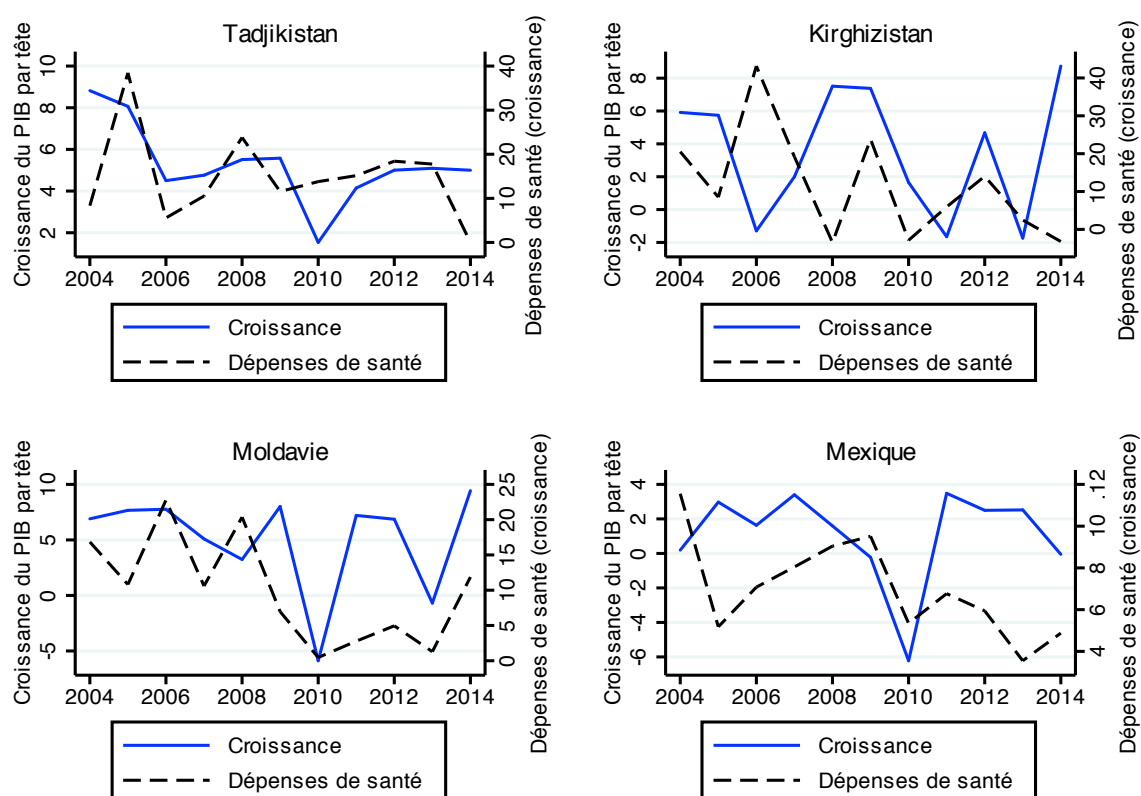 Tadjikistan
Croissance du PIB par tête
10
8
6
4
2
40
30
20
10
0
Dépenses de santé (croissance)
2004 2006 2008 2010 2012 2014
Croissance
Dépenses de santé
Kirghizistan
Croissance du PIB par tête
8
6
4
2
0
-2
40
30
20
10
0
Dépenses de santé (croissance)
2004 2006 2008 2010 2012 2014
Croissance
Dépenses de santé
Moldavie
Croissance du PIB par tête
10
5
0
-5
25
20
15
10
5
0
Dépenses de santé (croissance)
2004 2006 2008 2010 2012 2014
Croissance
Dépenses de santé
Mexique
Croissance du PIB par tête
4
2
0
-2
-4
-6
.12
10
8
6
4
Dépenses de santé (croissance)
2004 2006 2008 2010 2012 2014
Croissance
Dépenses de santé